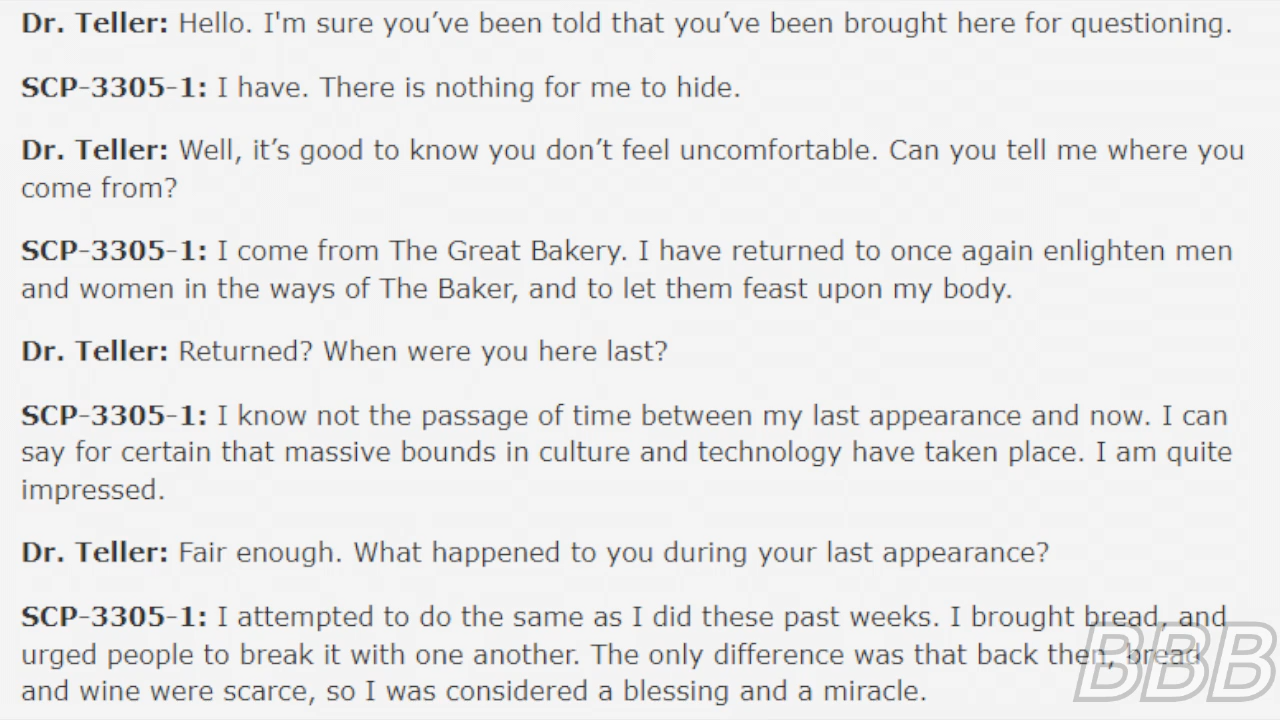 Dr. Teller: Hello. I'm sure you’ve been told that you’ve been brought here for questioning.
SCP-3305-1: I have. There is nothing for me to hide.
Dr. Teller: Well, it’s good to know you don’t feel uncomfortable. Can you tell me where you
come from?
SCP-3305-1: I come from The Great Bakery. I have returned to once again enlighten men
and women in the ways of The Baker, and to let them feast upon my body.
Dr. Teller: Returned? When were you here last?
SCP-3305-1: I know not the passage of time between my last appearance and now. I can
say for certain that massive bounds in culture and technology have taken place. I am quite
impressed.
Dr. Teller: Fair enough. What happened to you during your last appearance?
SCP-3305-1: I attempted to do the same as I did these past weeks. I brought bread, and
urged people to break it with one another. The only difference was that back then, bread
and wine were scarce, so I was considered a blessing and a miracle.
BBB